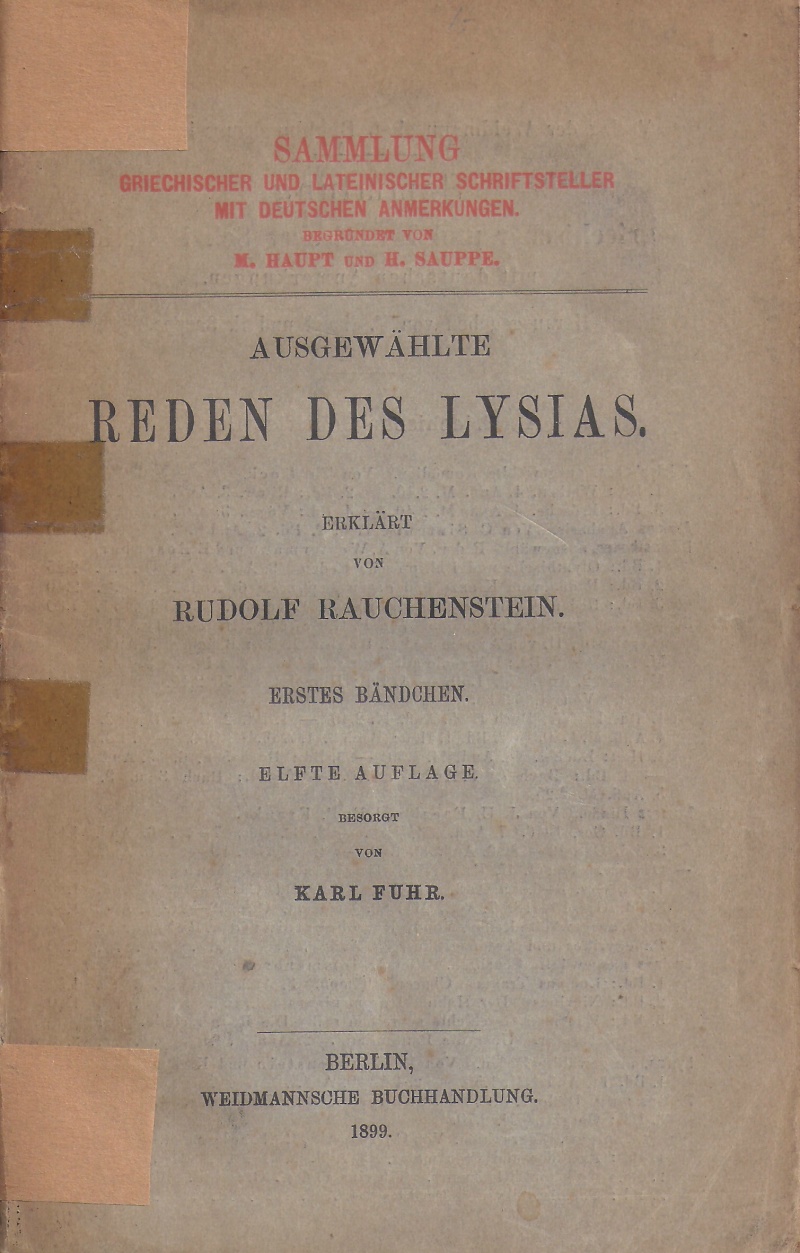 SAMMLUNG
GRIECHISCHER UND LATEINISCHER SCHRIFTSTELLER
MIT DEUTSCHEN ANMERKUNGEN.
BEGRÜNDET VON
M. HAUPT UND H. SAUPPE.
AUSGEWÄHLTE
REDEN DES LYSIAS.
ERKLÄRT
VON
RUDOLF RAUCHENSTEIN.
ERSTES BÄNDCHEN.
ELFTE AUFLAGE.
BESORGT
VON
KARL FUHR.
BERLIN,
WEIDMANNSCHE BUCHHANDLUNG.
1899.